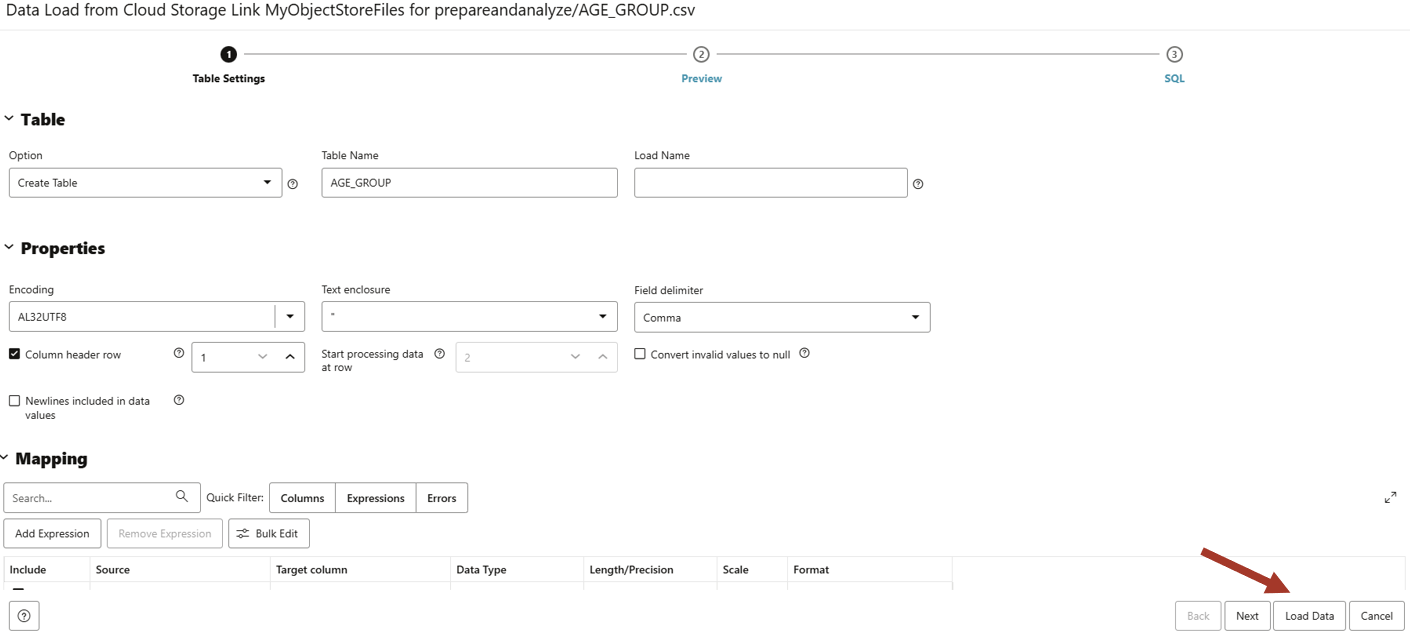 Data Load from Cloud Storage Link MyObjectStoreFiles for prepareandanalyze/AGE_GROUP.csv
1 2 3
Table Settings Preview SQL
Table
Option Table Name Load Name
Create Table AGE_GROUP
Properties
Encoding Text enclosure Field delimiter
AL32UTF8 " Comma
Column header row 1 Start processing data at row 2 Convert invalid values to null
Newlines included in data values
Mapping
Search... Quick Filter: Columns Expressions Errors
Add Expression Remove Expression Bulk Edit
Include Source Target column Data Type Length/Precision Scale Format
? Back Next Load Data Cancel